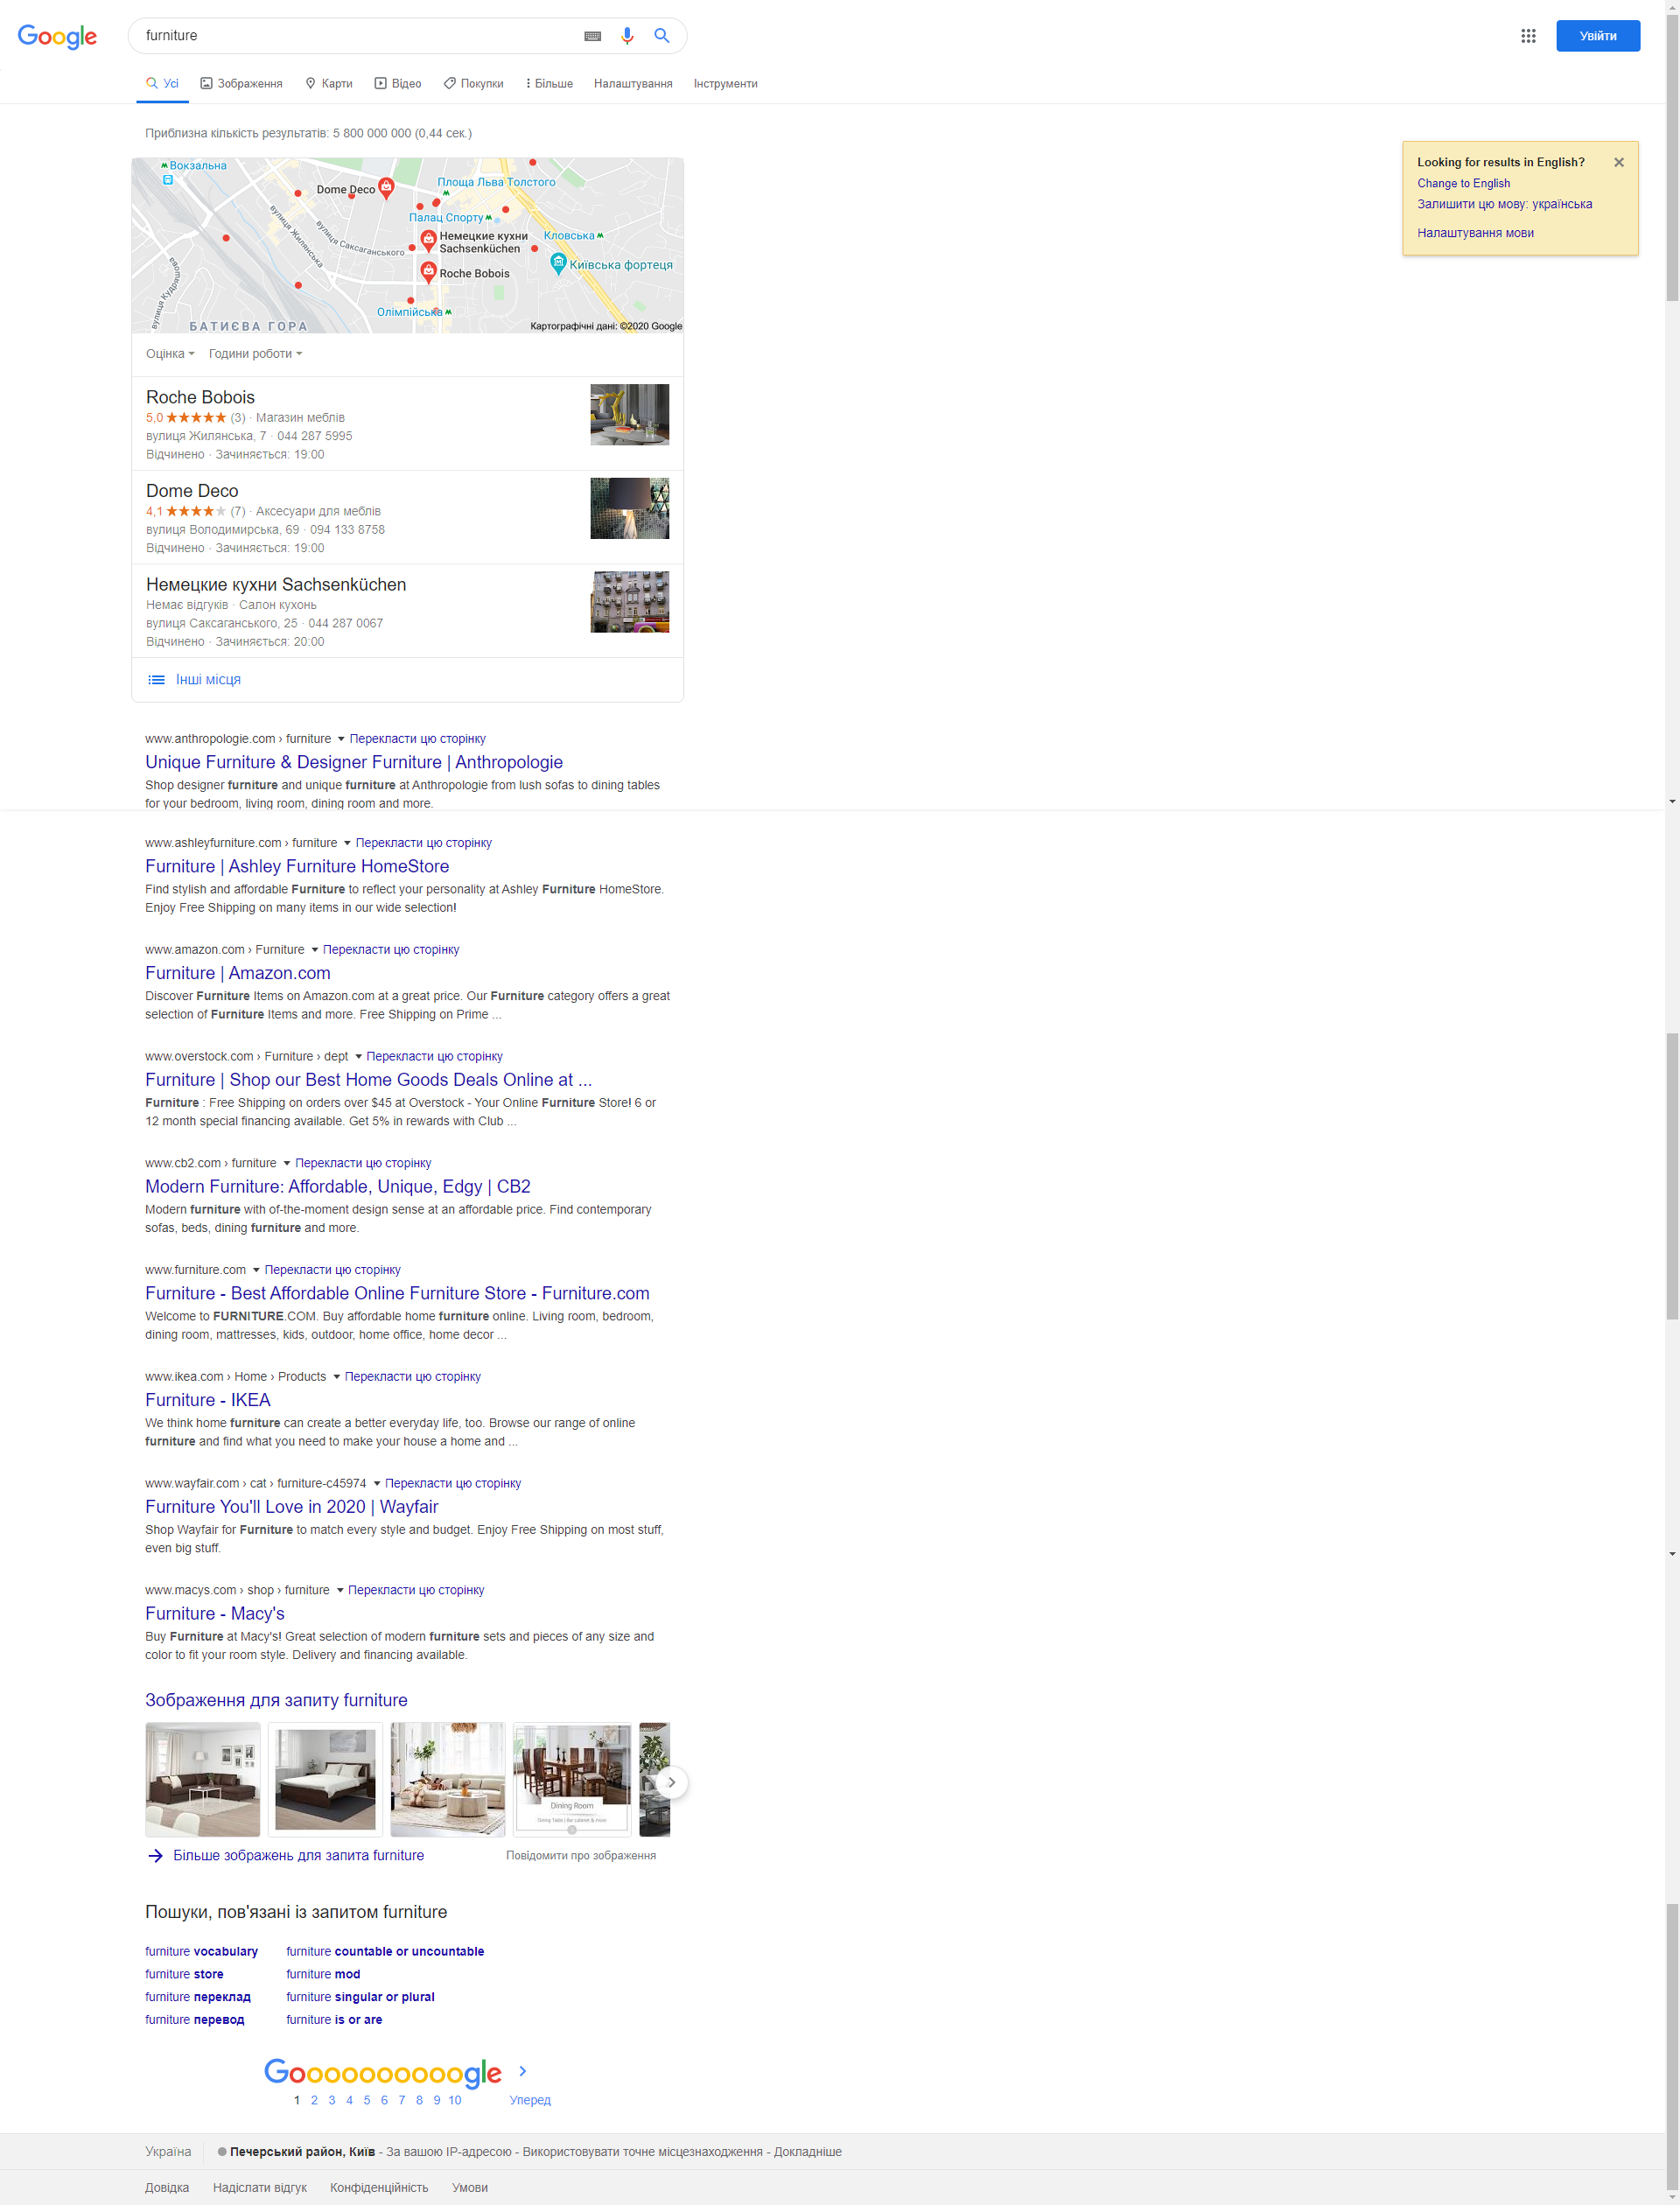 Google
furniture
Увійти
Усі
Зображення
Карти
Відео
Покупки
Більше
Налаштування
Інструменти
Приблизна кількість результатів: 5 800 000 000 (0,44 сек.)
Looking for results in English?
Change to English
Залишити цю мову: українська
Налаштування мови
Вокзальна
Dome Deco
Площа Льва Толстого
Палац Спорту
вулиця Жилянська
вулиця Саксаганського
Немецкие кухни
Sachsenküchen
Кловська
Київська фортеця
Roche Bobois
вулиця Кудряшова
Олімпійська
БАТИЄВА ГОРА
Картографічні дані: ©2020 Google
Оцінка
Години роботи
Roche Bobois
5,0 ★★★★★ (3) · Магазин меблів
вулиця Жилянська, 7 · 044 287 5995
Відчинено · Зачиняється: 19:00
Dome Deco
4,1 ★★★★★ (7) · Аксесуари для меблів
вулиця Володимирська, 69 · 094 133 8758
Відчинено · Зачиняється: 19:00
Немецкие кухни Sachsenküchen
Немає відгуків · Салон кухонь
вулиця Саксаганського, 25 · 044 287 0067
Відчинено · Зачиняється: 20:00
Інші місця
www.anthropologie.com › furniture ▾ Перекласти цю сторінку
Unique Furniture & Designer Furniture | Anthropologie
Shop designer furniture and unique furniture at Anthropologie from lush sofas to dining tables
for your bedroom, living room, dining room and more.
www.ashleyfurniture.com › furniture ▾ Перекласти цю сторінку
Furniture | Ashley Furniture HomeStore
Find stylish and affordable Furniture to reflect your personality at Ashley Furniture HomeStore.
Enjoy Free Shipping on many items in our wide selection!
www.amazon.com › Furniture ▾ Перекласти цю сторінку
Furniture | Amazon.com
Discover Furniture Items on Amazon.com at a great price. Our Furniture category offers a great
selection of Furniture Items and more. Free Shipping on Prime ...
www.overstock.com › Furniture › dept ▾ Перекласти цю сторінку
Furniture | Shop our Best Home Goods Deals Online at ...
Furniture : Free Shipping on orders over $45 at Overstock - Your Online Furniture Store! 6 or
12 month special financing available. Get 5% in rewards with Club ...
www.cb2.com › furniture ▾ Перекласти цю сторінку
Modern Furniture: Affordable, Unique, Edgy | CB2
Modern furniture with of-the-moment design sense at an affordable price. Find contemporary
sofas, beds, dining furniture and more.
www.furniture.com ▾ Перекласти цю сторінку
Furniture - Best Affordable Online Furniture Store - Furniture.com
Welcome to FURNITURE.COM. Buy affordable home furniture online. Living room, bedroom,
dining room, mattresses, kids, outdoor, home office, home decor ...
www.ikea.com › Home › Products ▾ Перекласти цю сторінку
Furniture - IKEA
We think home furniture can create a better everyday life, too. Browse our range of online
furniture and find what you need to make your house a home and ...
www.wayfair.com › cat › furniture-c45974 ▾ Перекласти цю сторінку
Furniture You'll Love in 2020 | Wayfair
Shop Wayfair for Furniture to match every style and budget. Enjoy Free Shipping on most stuff,
even big stuff.
www.macys.com › shop › furniture ▾ Перекласти цю сторінку
Furniture - Macy's
Buy Furniture at Macy's! Great selection of modern furniture sets and pieces of any size and
color to fit your room style. Delivery and financing available.
Зображення для запиту furniture
Dining Room
Більше зображень для запита furniture
Повідомити про зображення
Пошуки, пов'язані із запитом furniture
furniture vocabulary
furniture countable or uncountable
furniture store
furniture mod
furniture переклад
furniture singular or plural
furniture перевод
furniture is or are
Goooooooooogle
1 2 3 4 5 6 7 8 9 10 Уперед
Україна
Печерський район, Київ - За вашою IP-адресою - Використовувати точне місцезнаходження - Докладніше
Довідка
Надіслати відгук
Конфіденційність
Умови